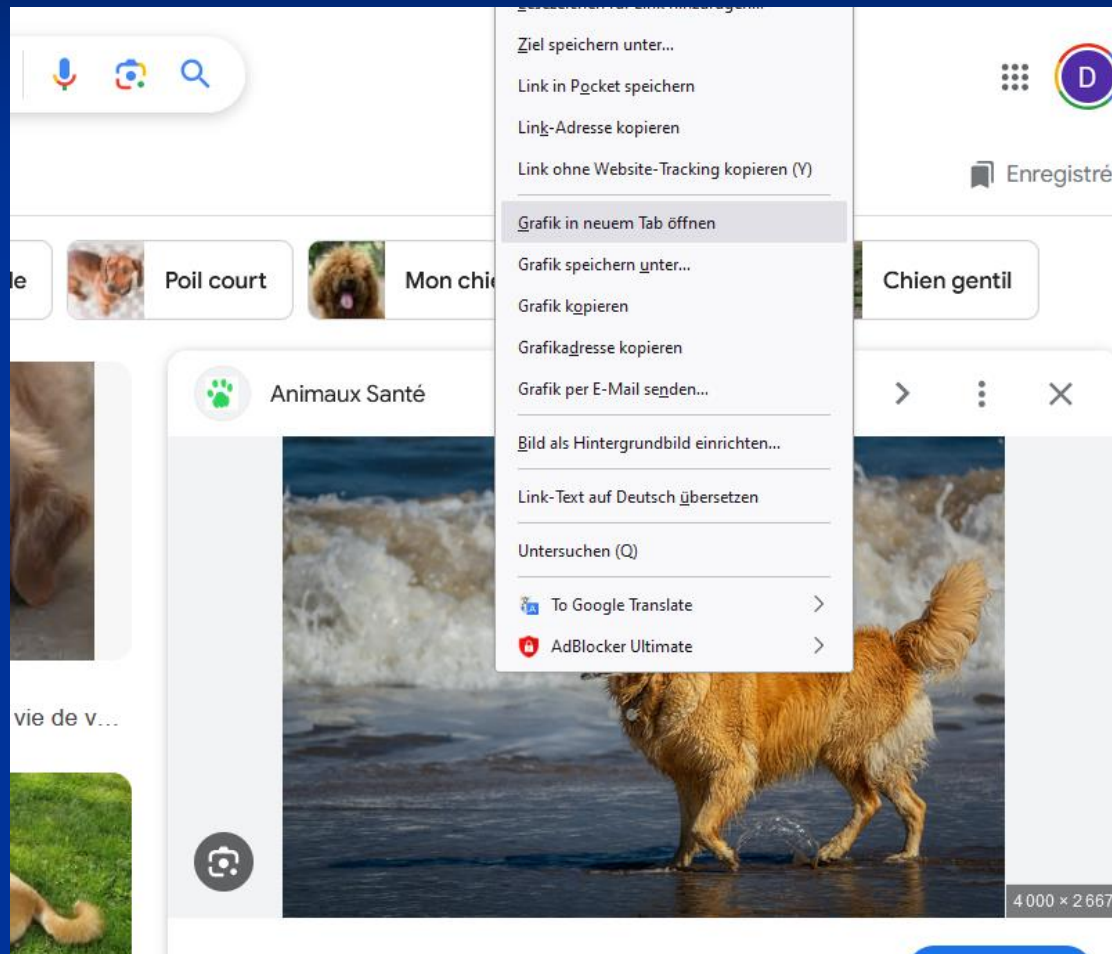 Ziel speichern unter...
Link in Pocket speichern
Link-Adresse kopieren
Link ohne Website-Tracking kopieren (Y)
D
Enregistré
Grafik in neuem Tab öffnen
Grafik speichern unter...
Grafik kopieren
Grafikadresse kopieren
Grafik per E-Mail senden...
Bild als Hintergrundbild einrichten...
Link-Text auf Deutsch übersetzen
Untersuchen (Q)
To Google Translate
AdBlocker Ultimate
le
Poil court
Mon chie
Chien gentil
Animaux Santé
vie de v...
4 000 × 2 667